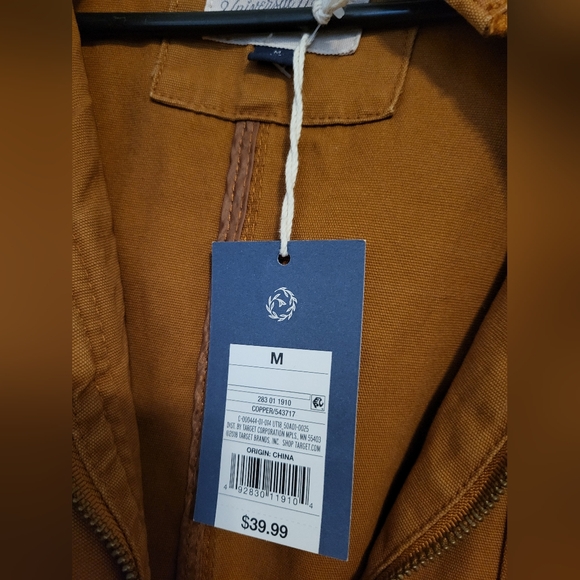 M
M
283 01 1910
COPPER/543717
DIST. BY TARGET CORPORATION MPLS., MN 55403
©2018 TARGET BRANDS, INC. SHOP TARGET.COM
ORIGIN: CHINA
4 92830 11910 4
$39.99